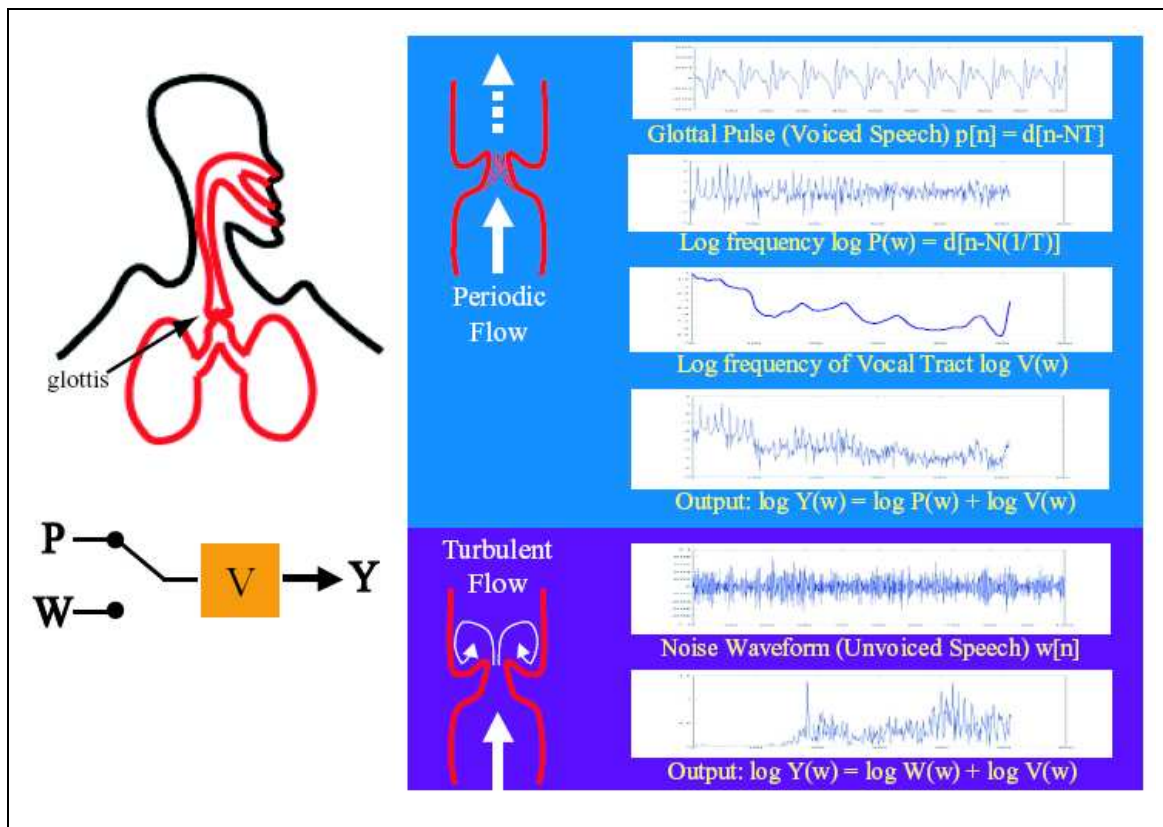 glottis
P
W
V
Y
Periodic
Flow
Glottal Pulse (Voiced Speech) p[n] = d[n-NT]
Log frequency log P(w) = d[n-N(1/T)]
Log frequency of Vocal Tract log V(w)
Output: log Y(w) = log P(w) + log V(w)
Turbulent
Flow
Noise Waveform (Unvoiced Speech) w[n]
Output: log Y(w) = log W(w) + log V(w)